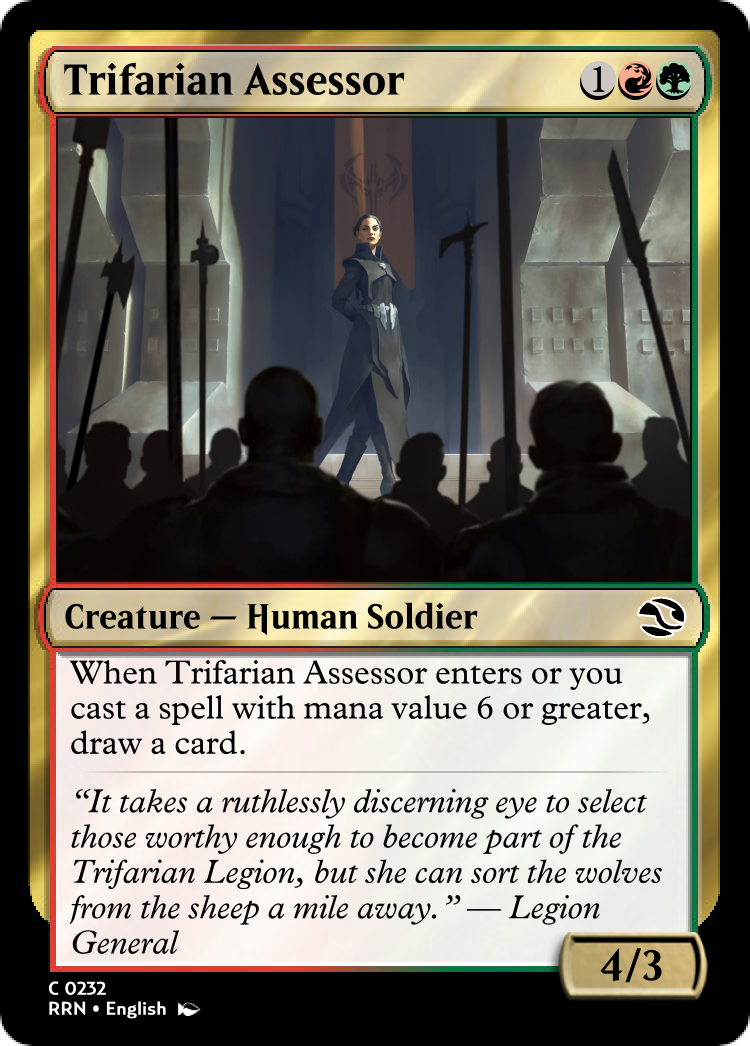 Trifarian Assessor
1
Creature — Human Soldier
When Trifarian Assessor enters or you
cast a spell with mana value 6 or greater,
draw a card.
“It takes a ruthlessly discerning eye to select
those worthy enough to become part of the
Trifarian Legion, but she can sort the wolves
from the sheep a mile away.” — Legion
General
4/3
C 0232
RRN • English